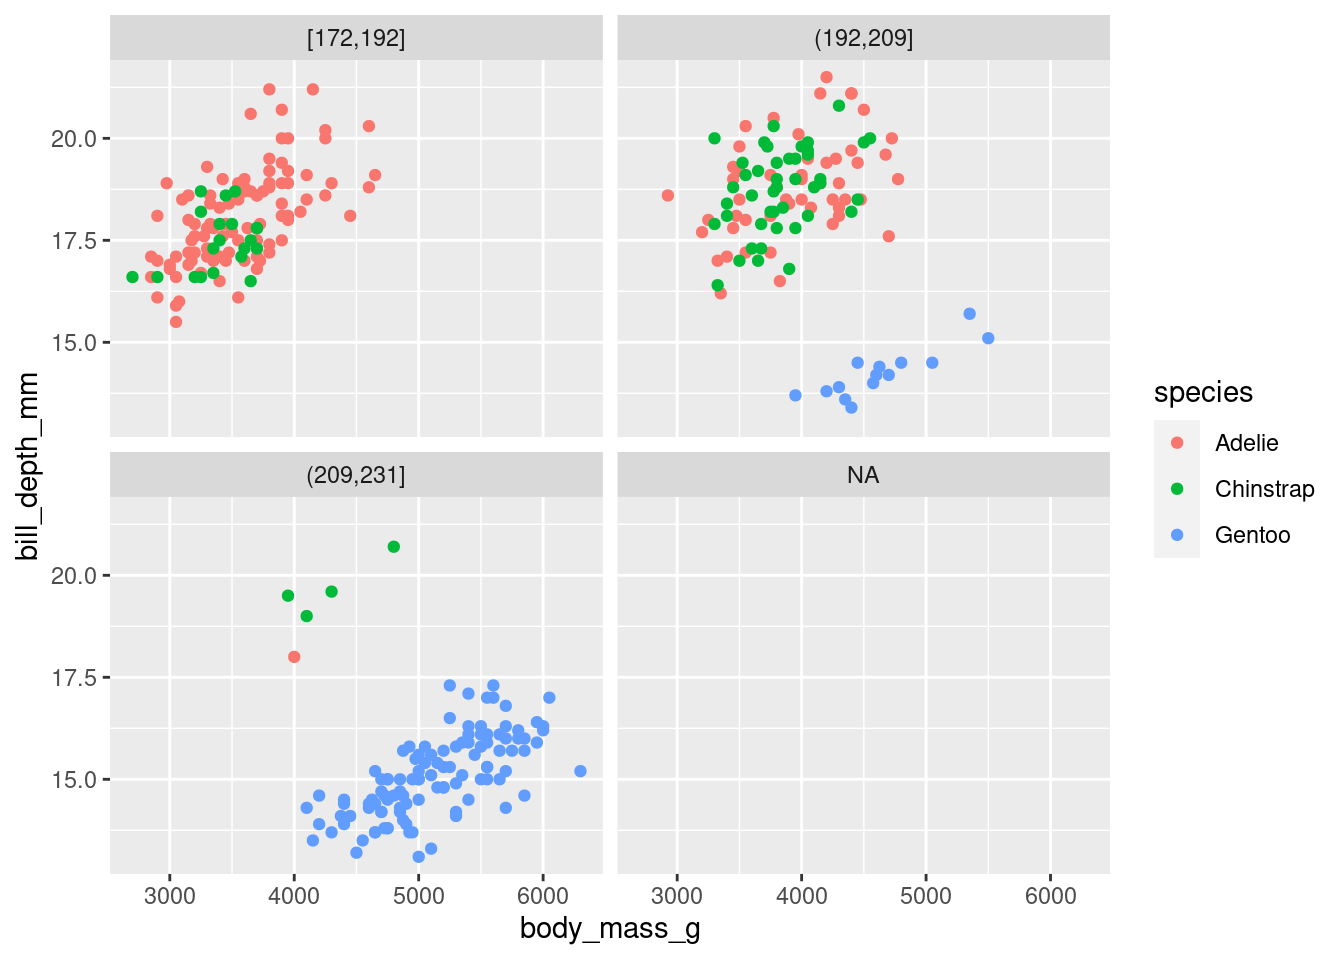 [172,192]
(192,209]
20.0
17.5
15.0
(209,231]
NA
20.0
17.5
15.0
3000
4000
5000
6000
3000
4000
5000
6000
body_mass_g
bill_depth_mm
species
Adelie
Chinstrap
Gentoo